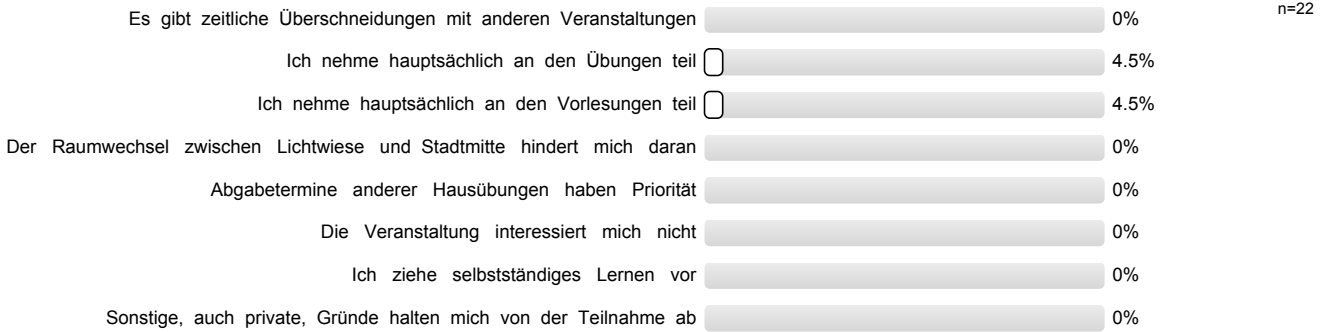 Es gibt zeitliche Überschneidungen mit anderen Veranstaltungen 0% n=22
Ich nehme hauptsächlich an den Übungen teil 4.5%
Ich nehme hauptsächlich an den Vorlesungen teil 4.5%
Der Raumwechsel zwischen Lichtwiese und Stadtmitte hindert mich daran 0%
Abgabetermine anderer Hausübungen haben Priorität 0%
Die Veranstaltung interessiert mich nicht 0%
Ich ziehe selbstständiges Lernen vor 0%
Sonstige, auch private, Gründe halten mich von der Teilnahme ab 0%